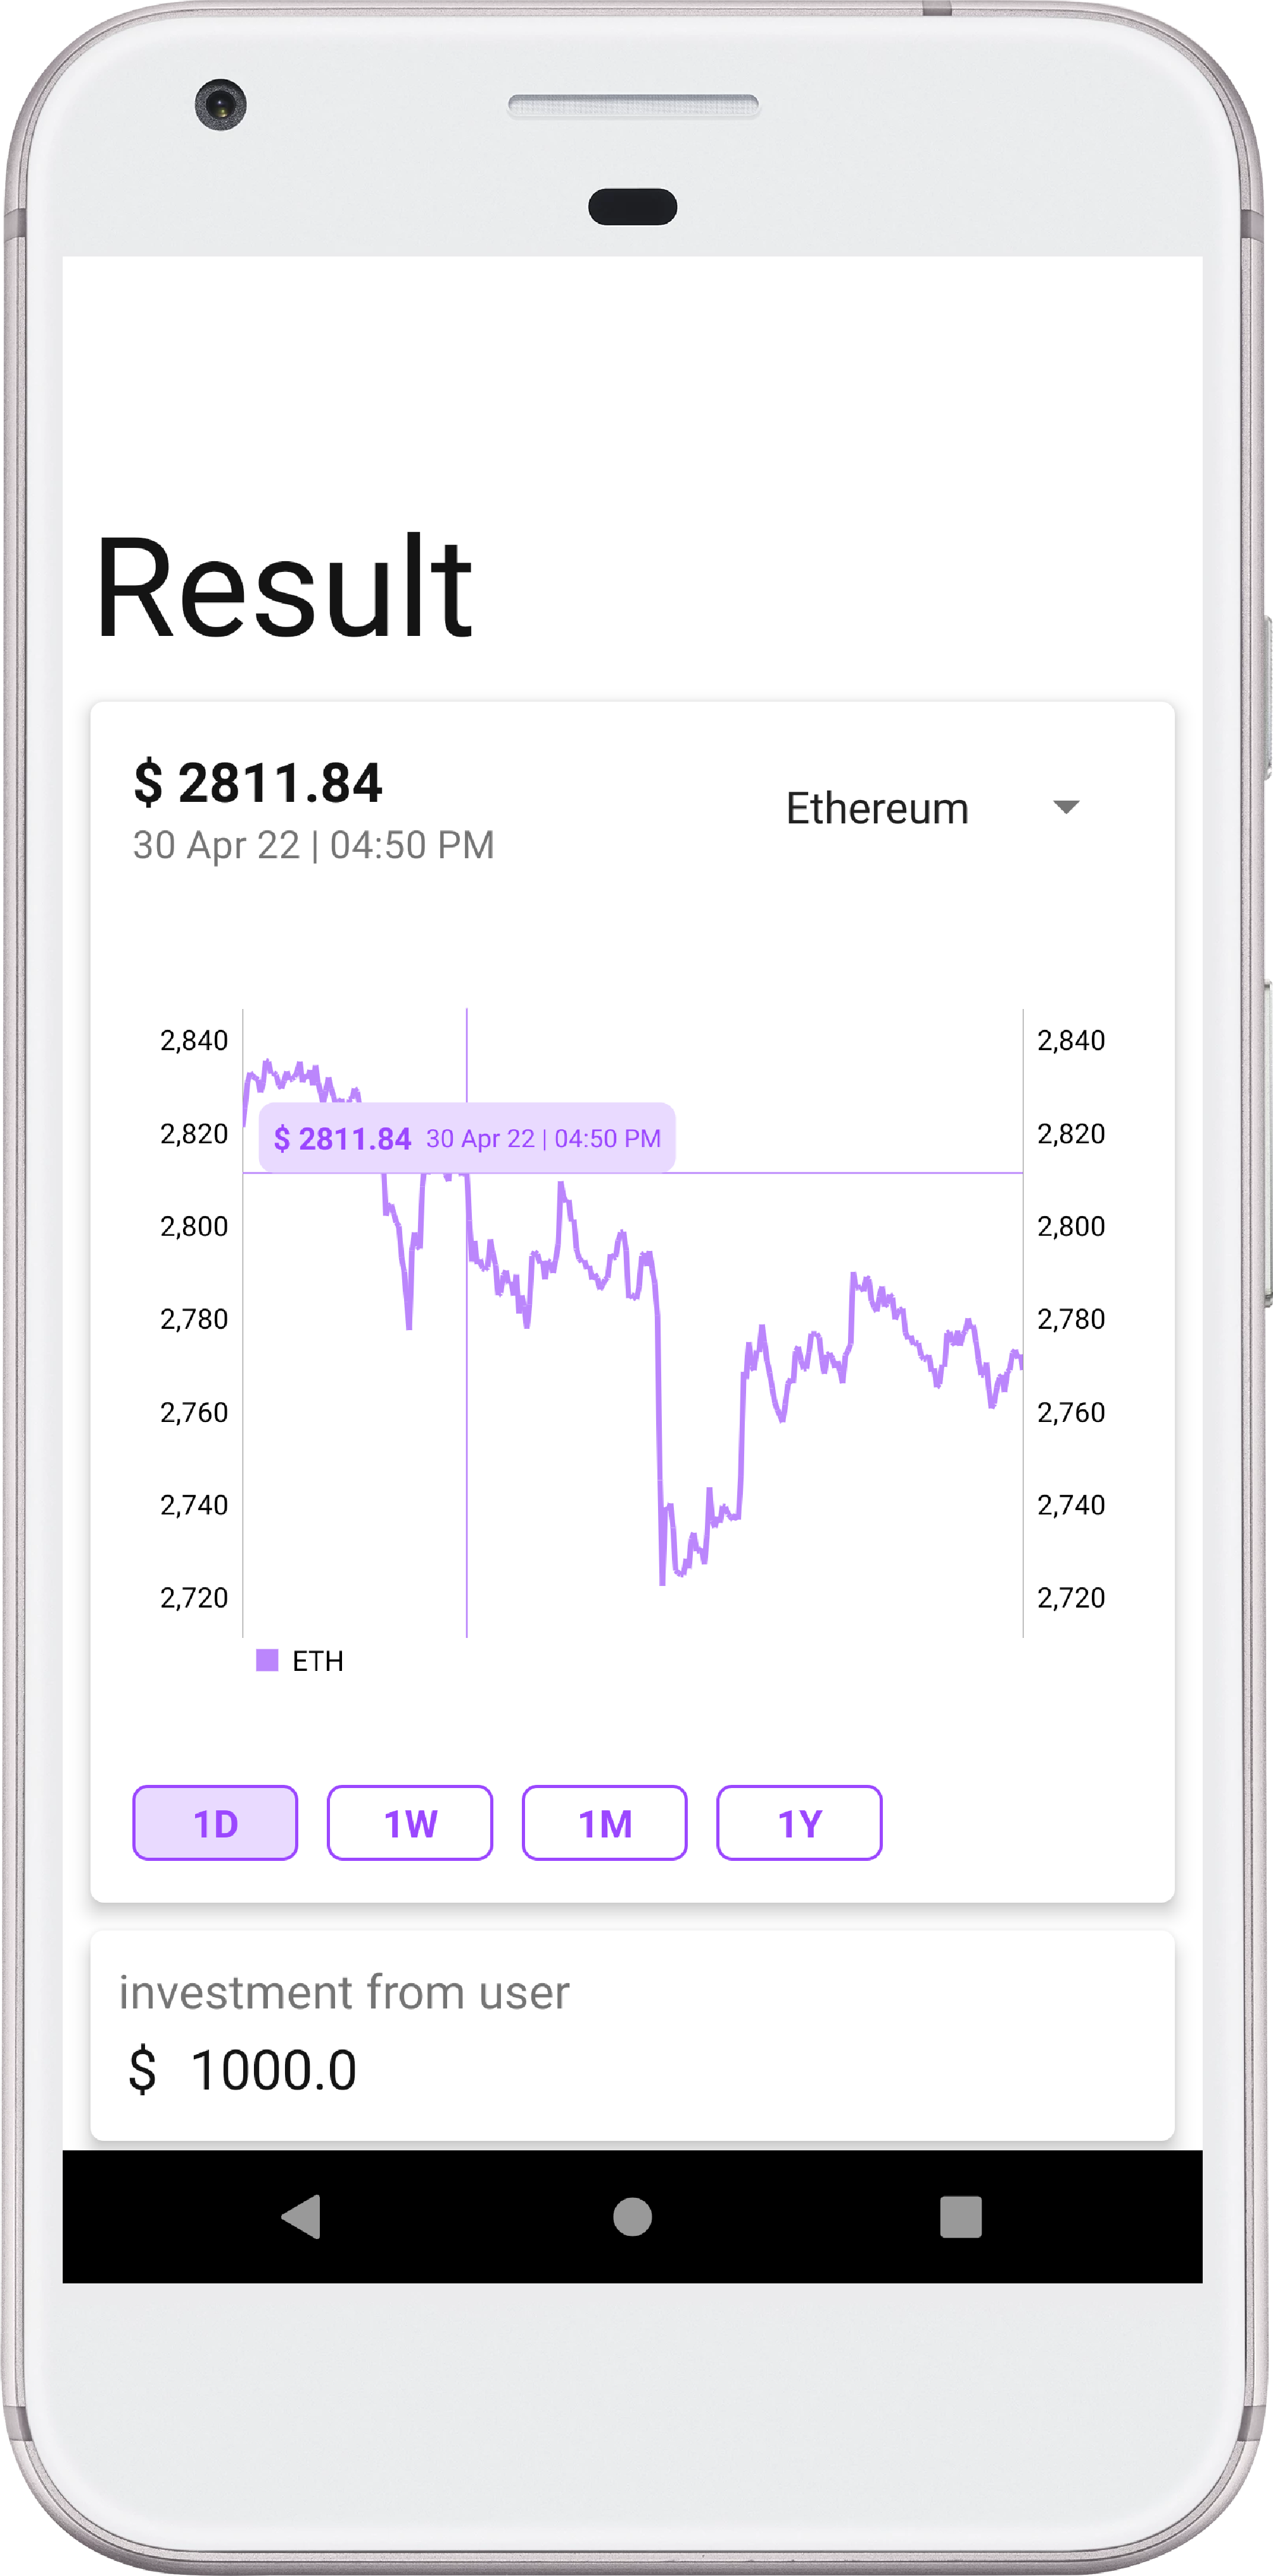 Result
$ 2811.84
30 Apr 22 | 04:50 PM
Ethereum
2,840
2,820
2,800
2,780
2,760
2,740
2,720
$ 2811.84 30 Apr 22 | 04:50 PM
2,840
2,820
2,800
2,780
2,760
2,740
2,720
ETH
1D 1W 1M 1Y
investment from user
$ 1000.0